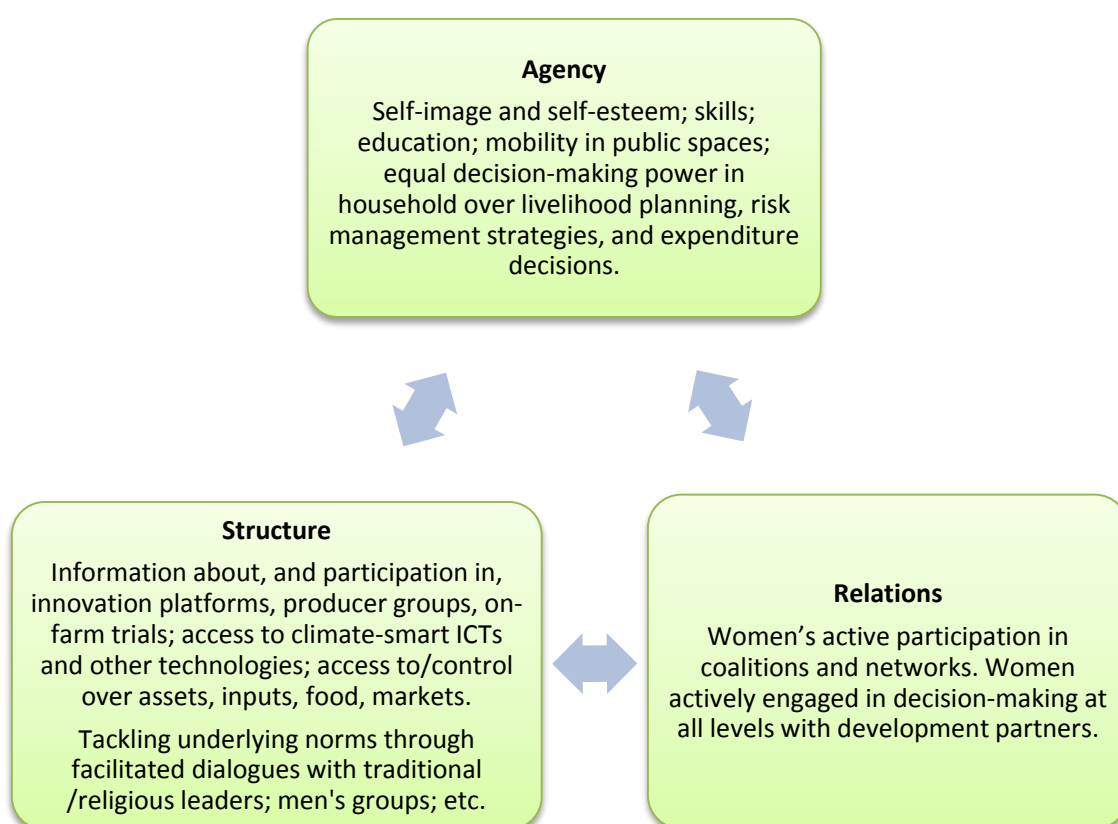 Agency
Self-image and self-esteem; skills;
education; mobility in public spaces;
equal decision-making power in
household over livelihood planning, risk
management strategies, and expenditure
decisions.
Structure
Information about, and participation in,
innovation platforms, producer groups, on-
farm trials; access to climate-smart ICTs
and other technologies; access to/control
over assets, inputs, food, markets.
Tackling underlying norms through
facilitated dialogues with traditional
/religious leaders; men's groups; etc.
Relations
Women’s active participation in
coalitions and networks. Women
actively engaged in decision-making at
all levels with development partners.